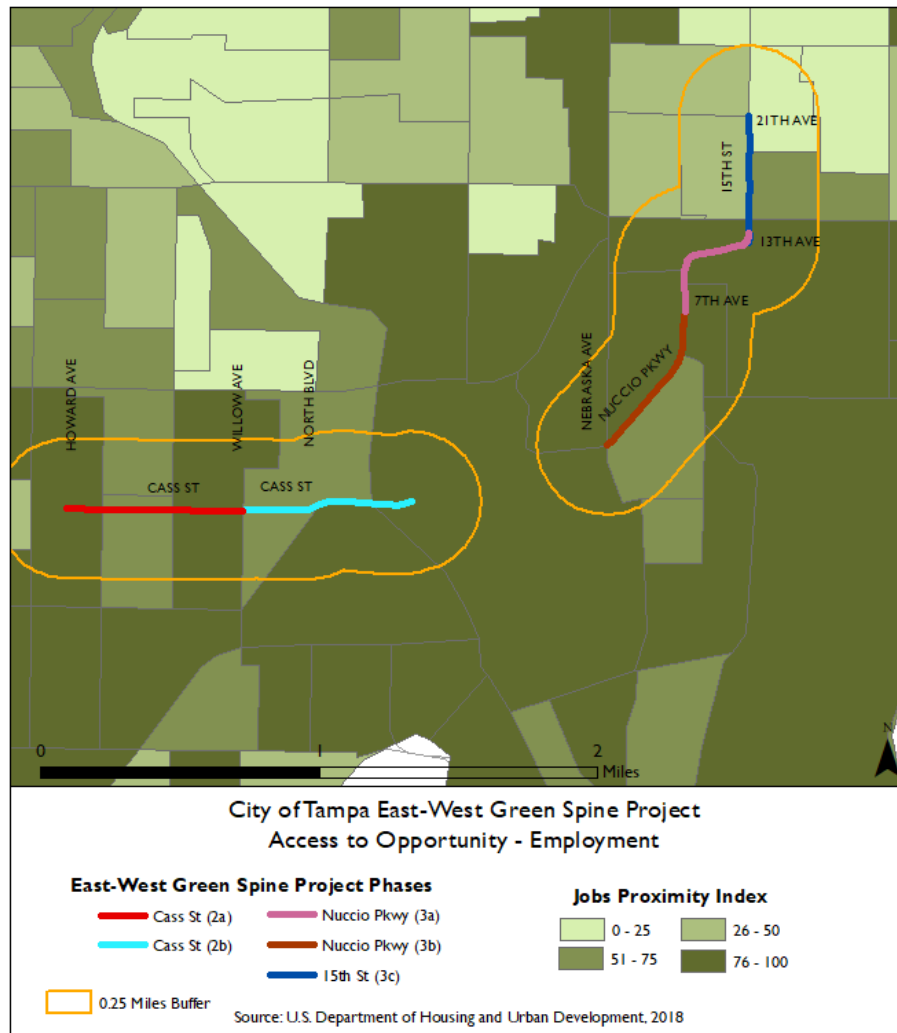 21TH AVE
15TH ST
13TH AVE
7TH AVE
NEBRASKA AVE
NUCCIO PKWY
HOWARD AVE
WILLOW AVE
NORTH BLVD
CASS ST
CASS ST
0
1
2
Miles
N
City of Tampa East-West Green Spine Project
Access to Opportunity - Employment
East-West Green Spine Project Phases
Cass St (2a)
Nuccio Pkwy (3a)
Cass St (2b)
Nuccio Pkwy (3b)
15th St (3c)
0.25 Miles Buffer
Jobs Proximity Index
0 - 25
26 - 50
51 - 75
76 - 100
Source: U.S. Department of Housing and Urban Development, 2018